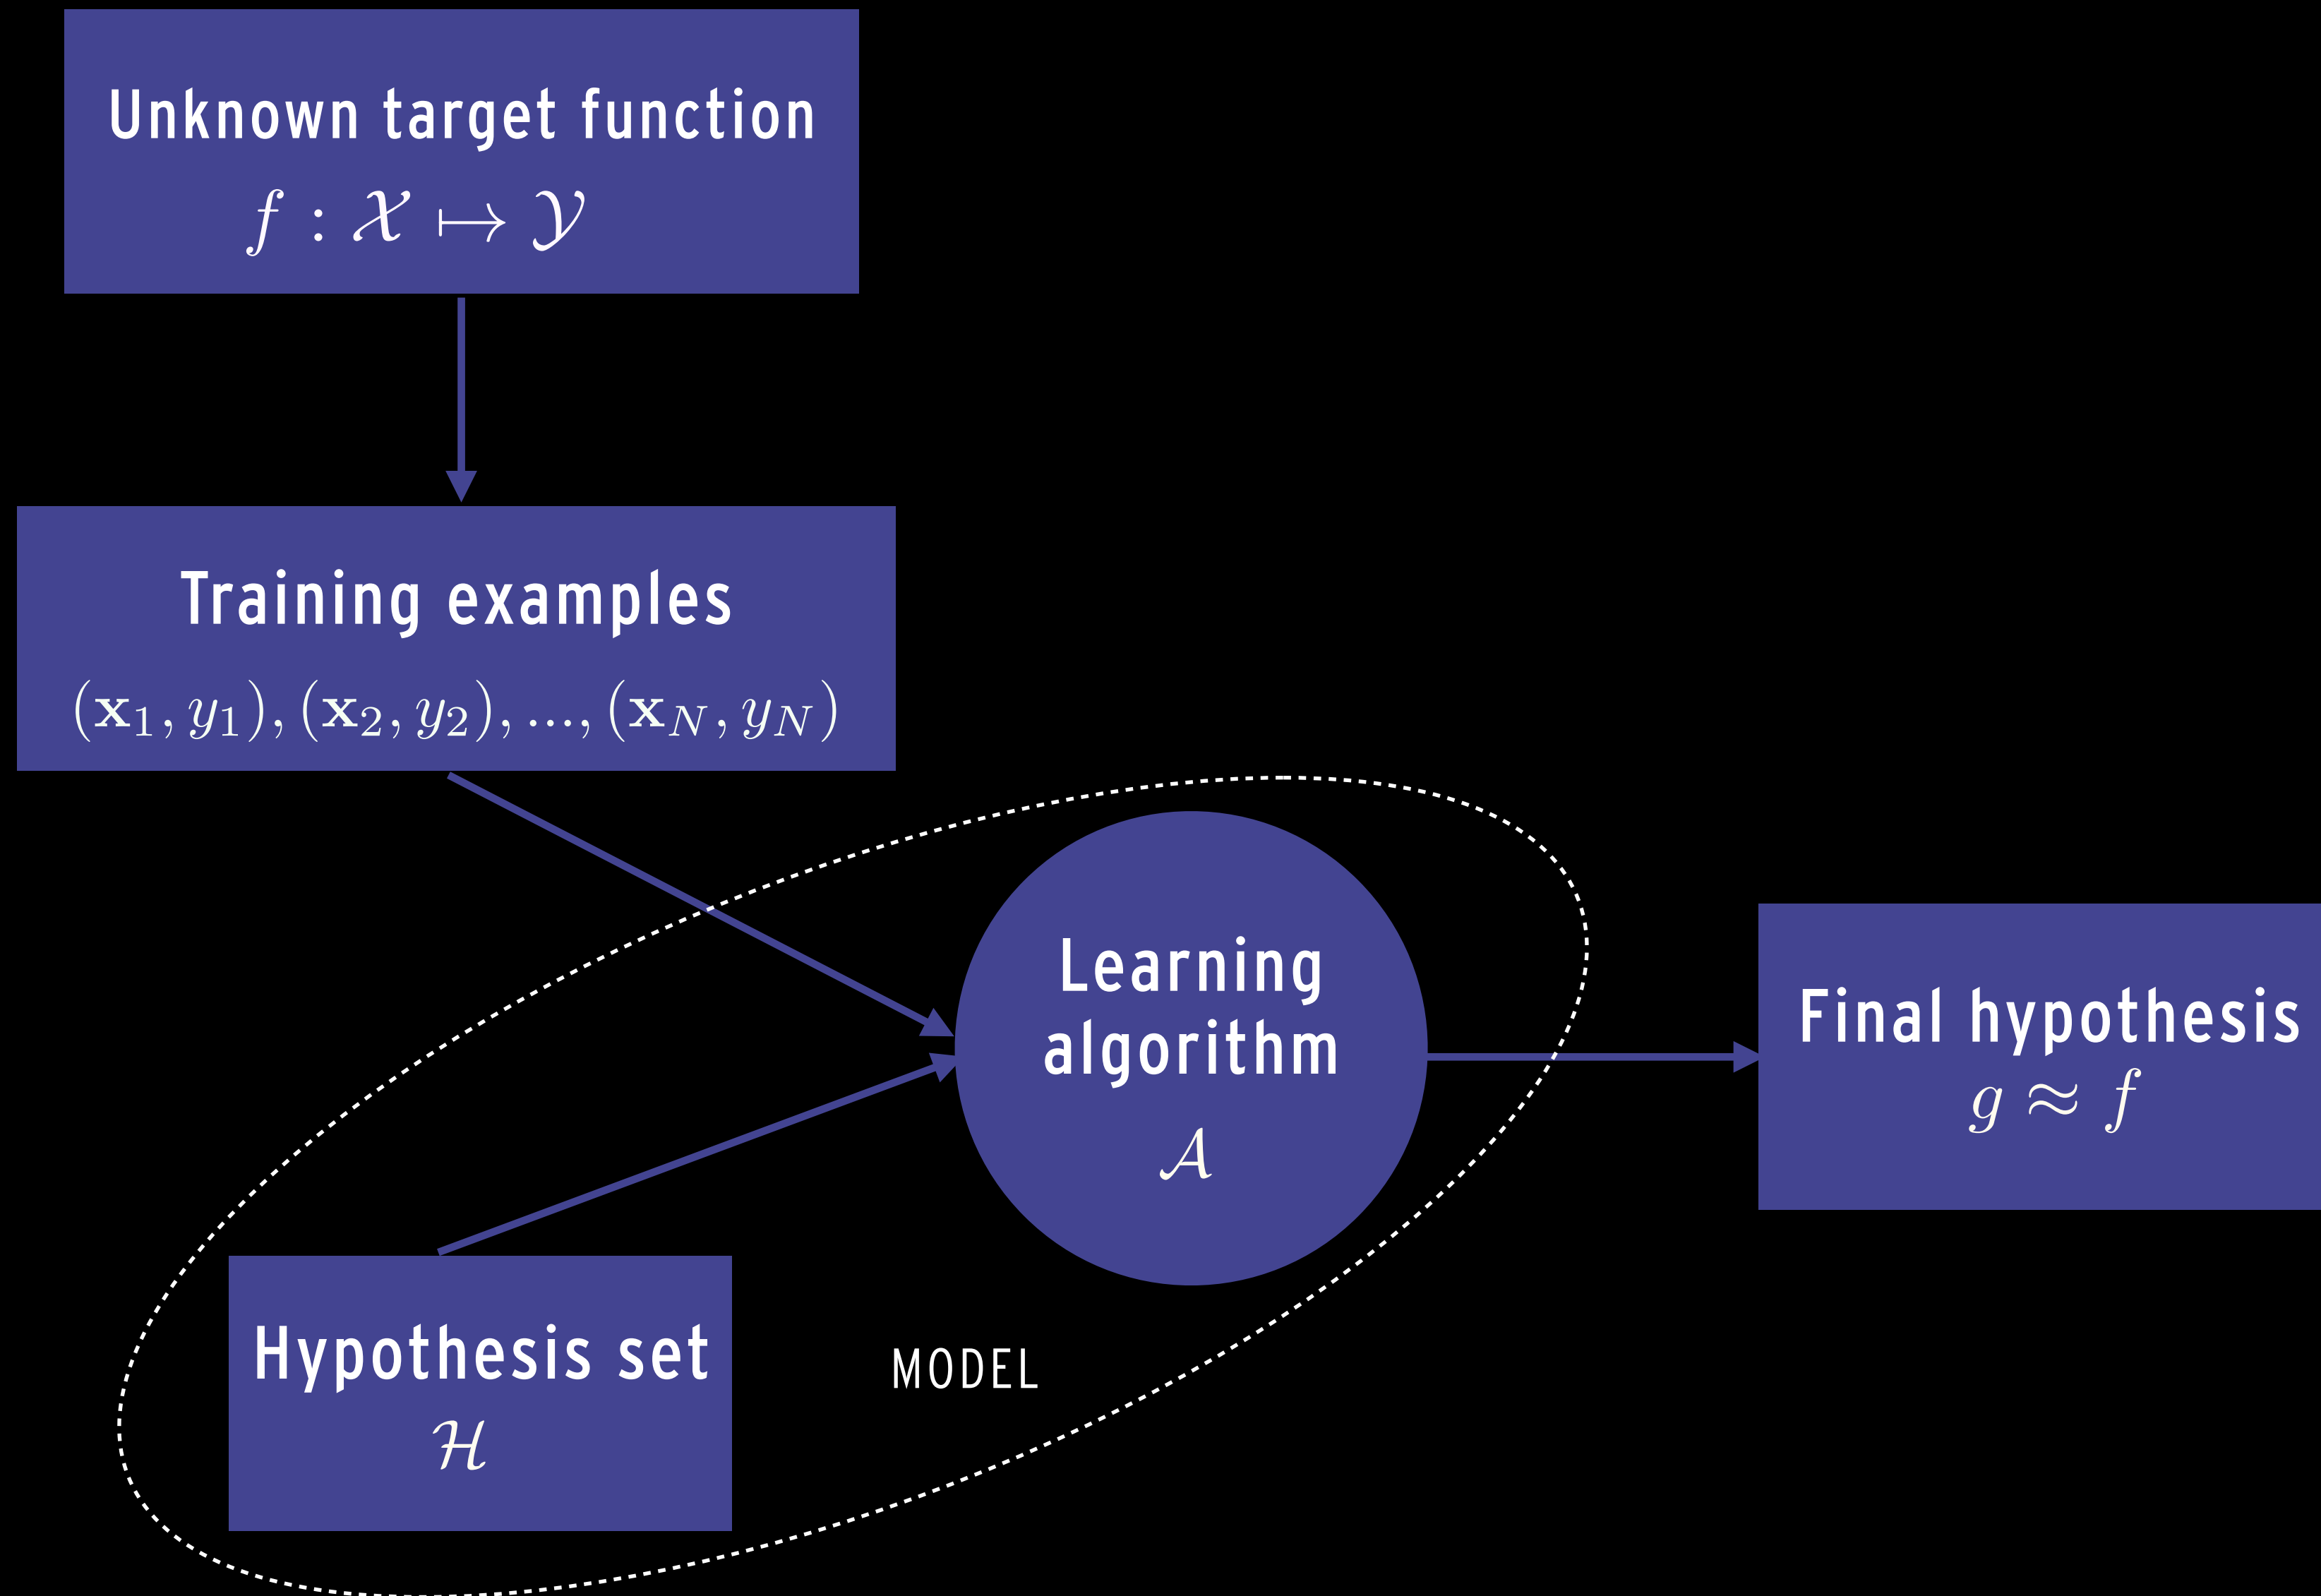 Unknown target function
f : 𝒳 ↦ 𝒴
Training examples
(𝐱₁, y₁), (𝐱₂, y₂), ..., (𝐱_N, y_N)
Learning
algorithm
𝒜
Final hypothesis
g ≈ f
Hypothesis set
ℋ
MODEL